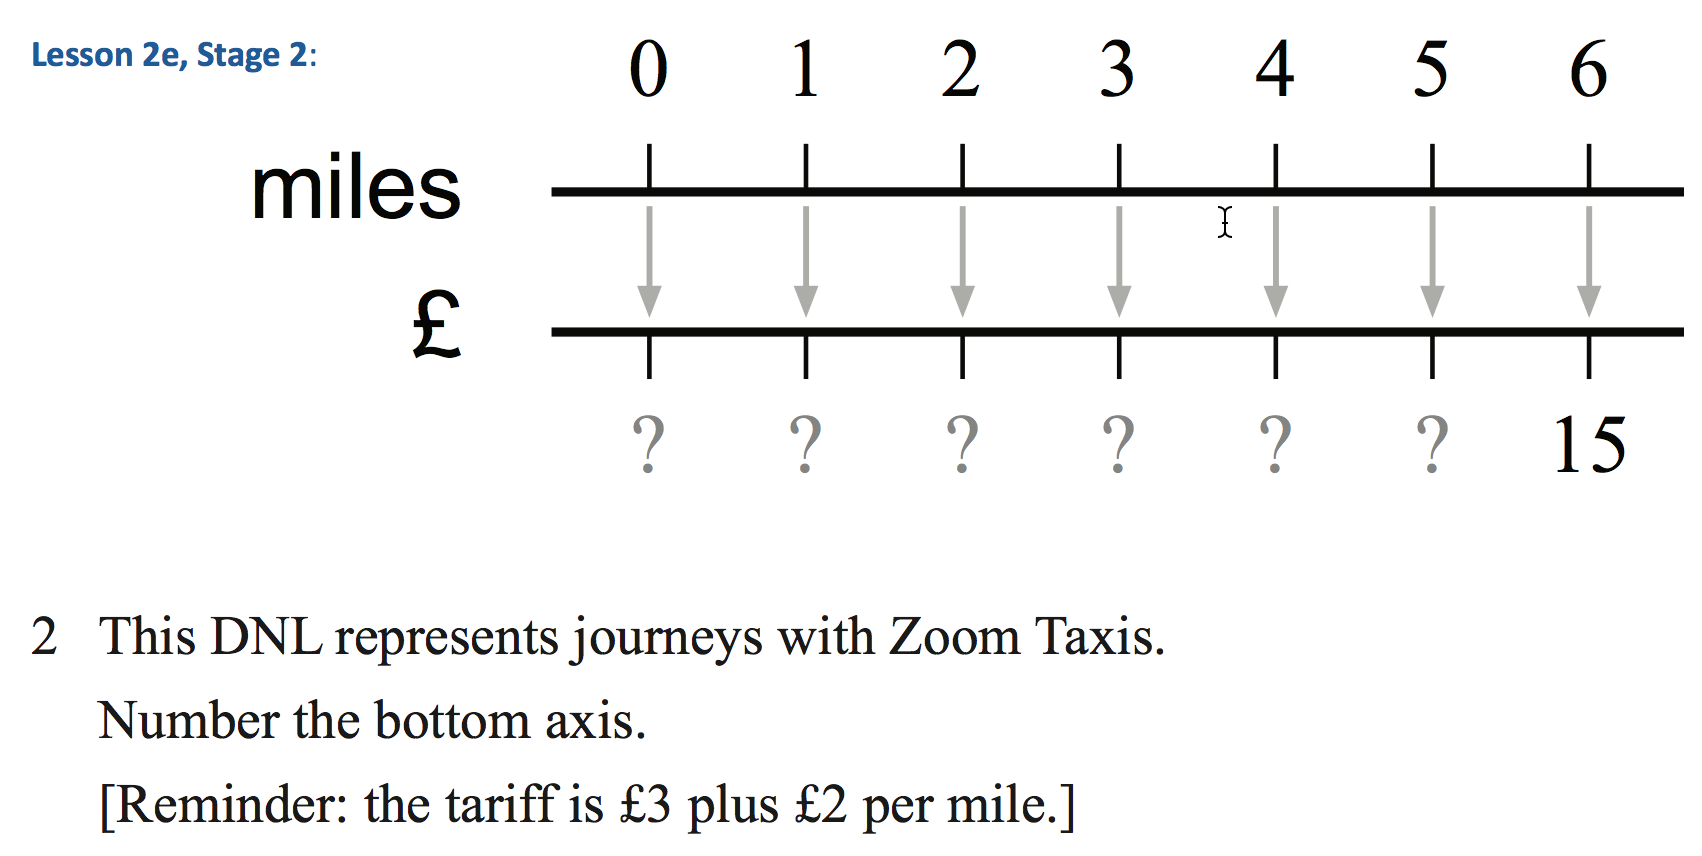 Lesson 2e, Stage 2:
0 1 2 3 4 5 6
miles
£
? ? ? ? ? ? 15
2 This DNL represents journeys with Zoom Taxis.
Number the bottom axis.
[Reminder: the tariff is £3 plus £2 per mile.]